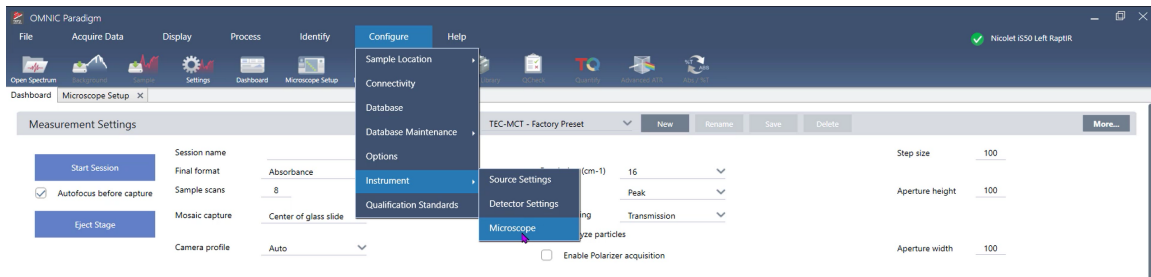 OMNIC Paradigm
File Acquire Data Display Process Identify Configure Help
Nicolet iS50 Left RaptIR
Open Spectrum Background Sample Settings Dashboard Microscope Setup Library QCheck Quantify Advanced ATR Abs / %T
Dashboard Microscope Setup X
Sample Location
Connectivity
Database
Database Maintenance
Options
Instrument
Qualification Standards
Source Settings
Detector Settings
Microscope
Measurement Settings TEC-MCT - Factory Preset New Rename Save Delete More...
Start Session
Autofocus before capture
Eject Stage
Session name
Final format Absorbance
Sample scans 8
Mosaic capture Center of glass slide
Camera profile Auto
(cm-1) 16
Peak
Transmission
particles
Enable Polarizer acquisition
Step size 100
Aperture height 100
Aperture width 100